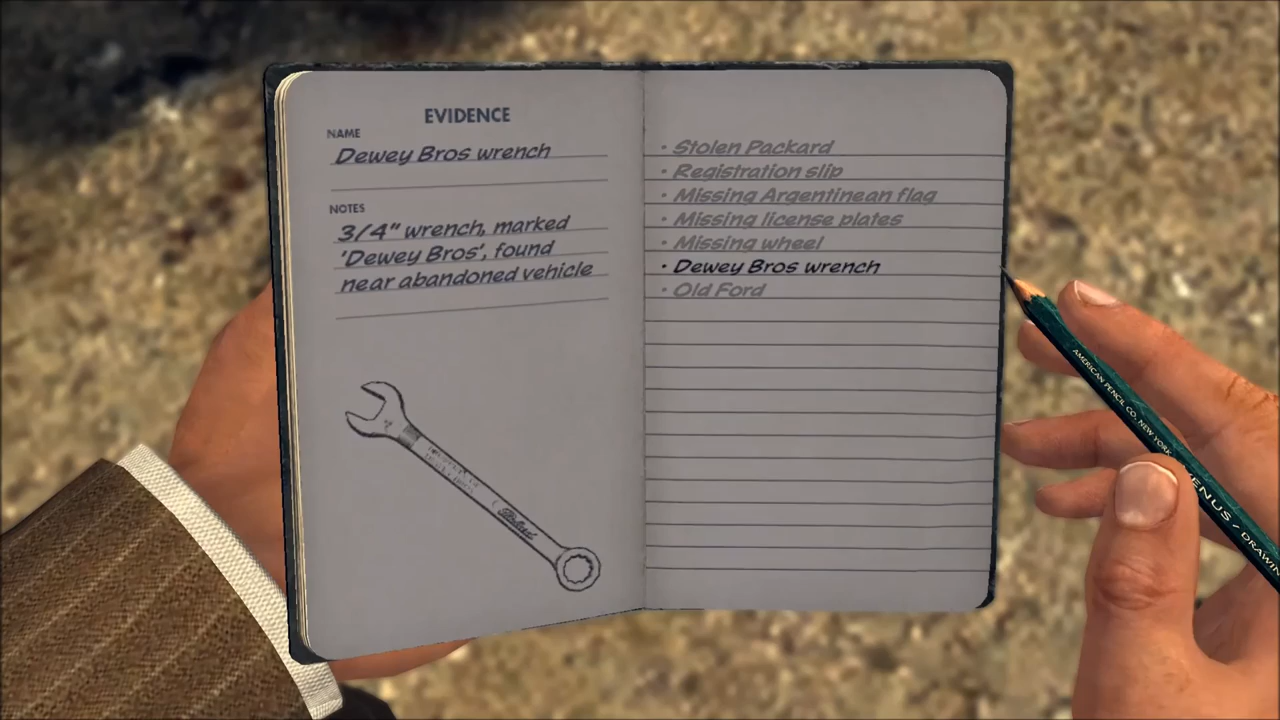 EVIDENCE
NAME
Dewey Bros wrench
NOTES
3/4" wrench, marked
'Dewey Bros', found
near abandoned vehicle
· Stolen Packard
· Registration slip
· Missing Argentinean flag
· Missing license plates
· Missing wheel
· Dewey Bros wrench
· Old Ford
AMERICAN PENCIL CO. NEW YORK
VENUS / DRAWIN